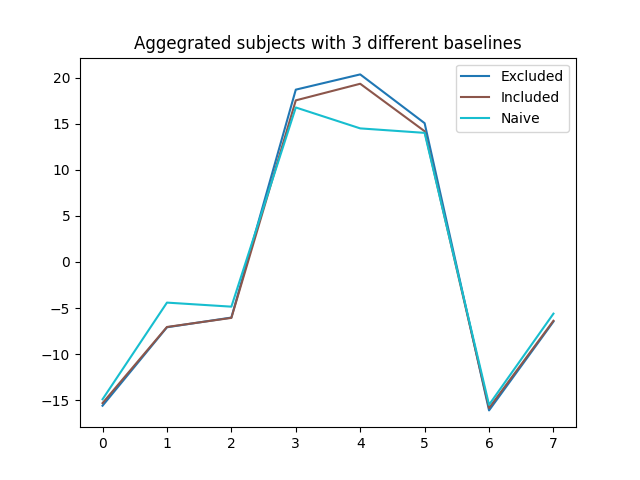 Aggegrated subjects with 3 different baselines
20
15
10
5
0
−5
−10
−15
0 1 2 3 4 5 6 7
Excluded
Included
Naive